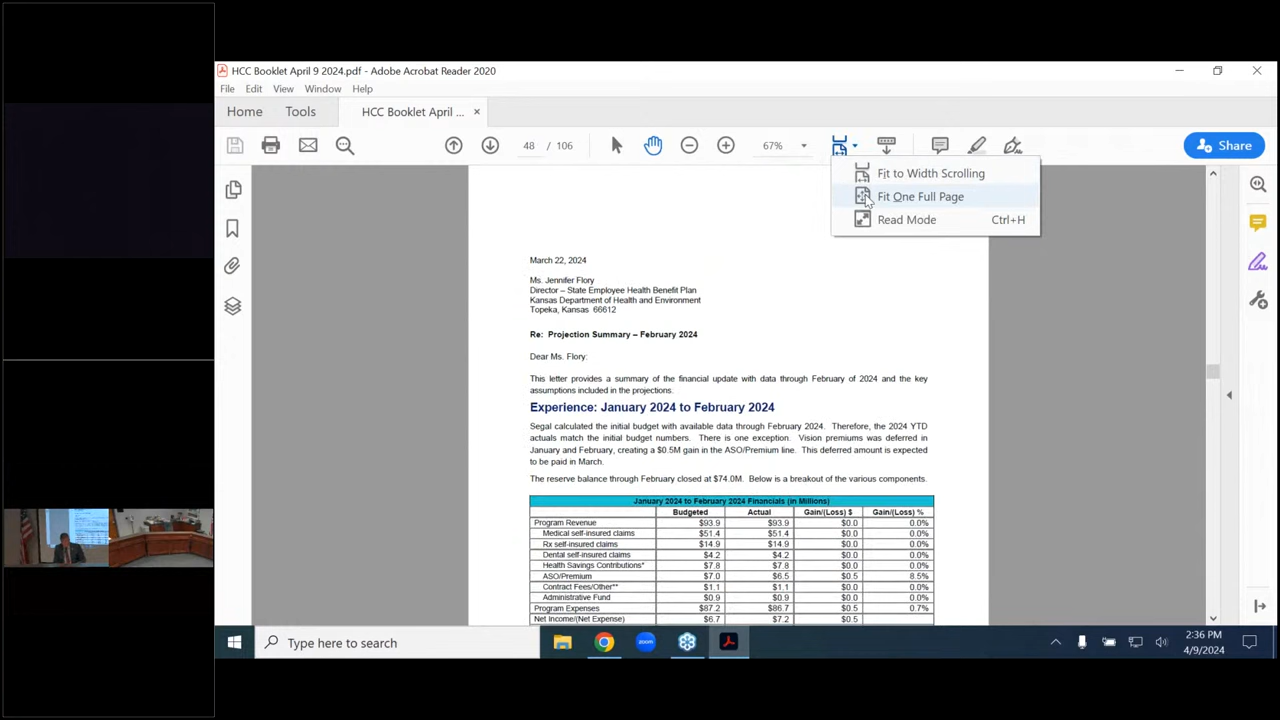 HCC Booklet April 9 2024.pdf - Adobe Acrobat Reader 2020
File Edit View Window Help
Home Tools HCC Booklet April ... ×
48 / 106 67% Share
Fit to Width Scrolling
Fit One Full Page
Read Mode Ctrl+H
March 22, 2024
Ms. Jennifer Flory
Director – State Employee Health Benefit Plan
Kansas Department of Health and Environment
Topeka, Kansas 66612
Re: Projection Summary – February 2024
Dear Ms. Flory:
This letter provides a summary of the financial update with data through February of 2024 and the key
assumptions included in the projections.
Experience: January 2024 to February 2024
Segal calculated the initial budget with available data through February 2024. Therefore, the 2024 YTD
actuals match the initial budget numbers. There is one exception. Vision premiums was deferred in
January and February, creating a $0.5M gain in the ASO/Premium line. This deferred amount is expected
to be paid in March.
The reserve balance through February closed at $74.0M. Below is a breakout of the various components.
January 2024 to February 2024 Financials (in Millions)
Budgeted Actual Gain/(Loss) $ Gain/(Loss) %
Program Revenue $93.9 $93.9 $0.0 0.0%
Medical self-insured claims $51.4 $51.4 $0.0 0.0%
Rx self-insured claims $14.9 $14.9 $0.0 0.0%
Dental self-insured claims $4.2 $4.2 $0.0 0.0%
Health Savings Contributions* $7.8 $7.8 $0.0 0.0%
ASO/Premium $7.0 $6.5 $0.5 8.5%
Contract Fees/Other** $1.1 $1.1 $0.0 0.0%
Administrative Fund $0.9 $0.9 $0.0 0.0%
Program Expenses $87.2 $86.7 $0.5 0.7%
Net Income/(Net Expense) $6.7 $7.2 $0.5
Type here to search
zoom
2:36 PM
4/9/2024